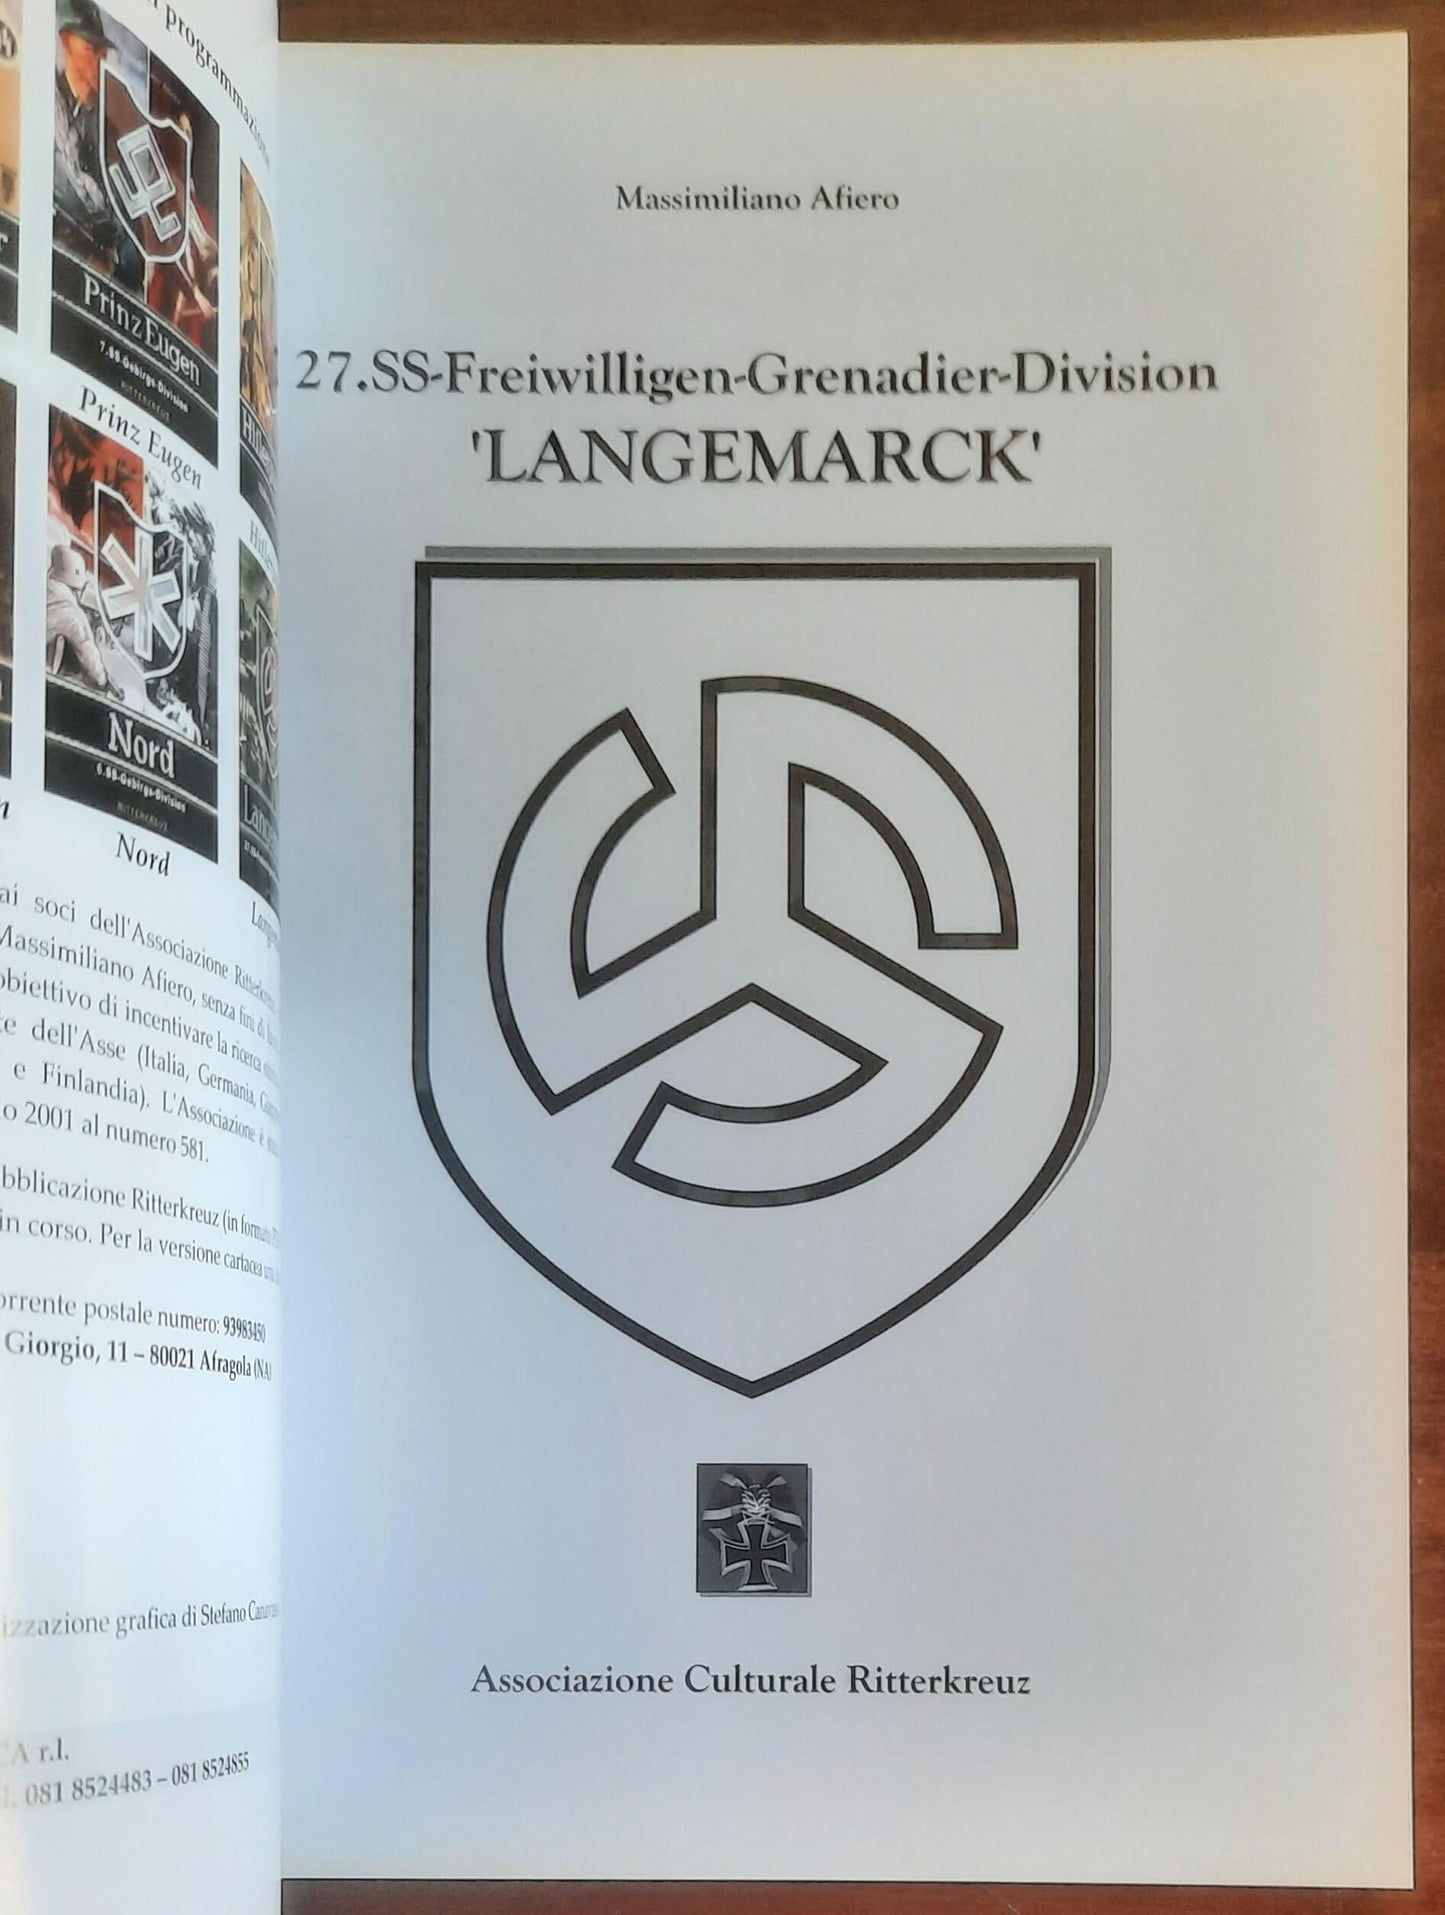 programmazione
Prinz Eugen
7.SS-Gebirgs-Division
RITTERKREUZ
Prinz Eugen
Nord
6.SS-Gebirgs-Division
RITTERKREUZ
Nord
ai soci dell'Associazione
Massimiliano Afiero, senza fini di
obiettivo di incentivare la ricerca
dell'Asse (Italia, Germania,
e Finlandia). L'Associazione è
2001 al numero 581.
Ritterkreuz (in formato
in corso. Per la versione cartacea
postale numero: 93983450
Giorgio, 11 – 80021 Afragola (NA)
grafica di Stefano
r.l.
081 8524483 – 081 8524855
Massimiliano Afiero
27.SS-Freiwilligen-Grenadier-Division
'LANGEMARCK'
Associazione Culturale Ritterkreuz